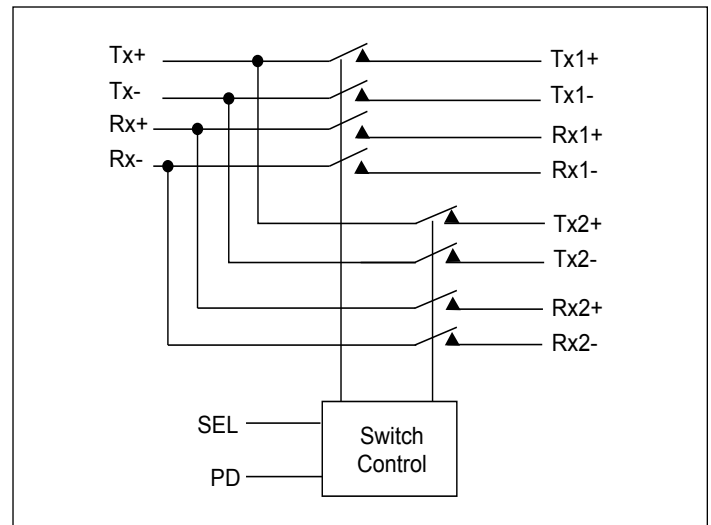 Tx+
Tx1+
Tx-
Tx1-
Rx+
Rx1+
Rx-
Rx1-
Tx2+
Tx2-
Rx2+
Rx2-
SEL
Switch
Control
PD